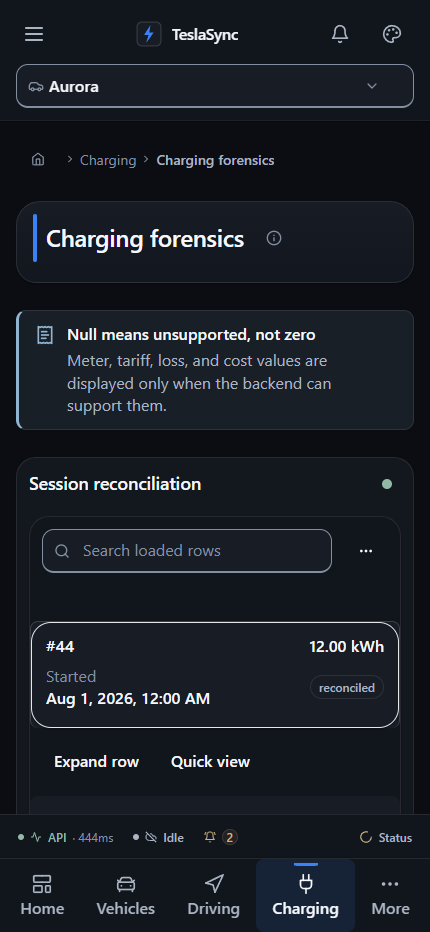 TeslaSync
Aurora
Charging
Charging forensics
Charging forensics
Null means unsupported, not zero
Meter, tariff, loss, and cost values are
displayed only when the backend can
support them.
Session reconciliation
Search loaded rows
#44
12.00 kWh
Started
Aug 1, 2026, 12:00 AM
reconciled
Expand row
Quick view
API · 444ms
Idle
2
Status
Home
Vehicles
Driving
Charging
More